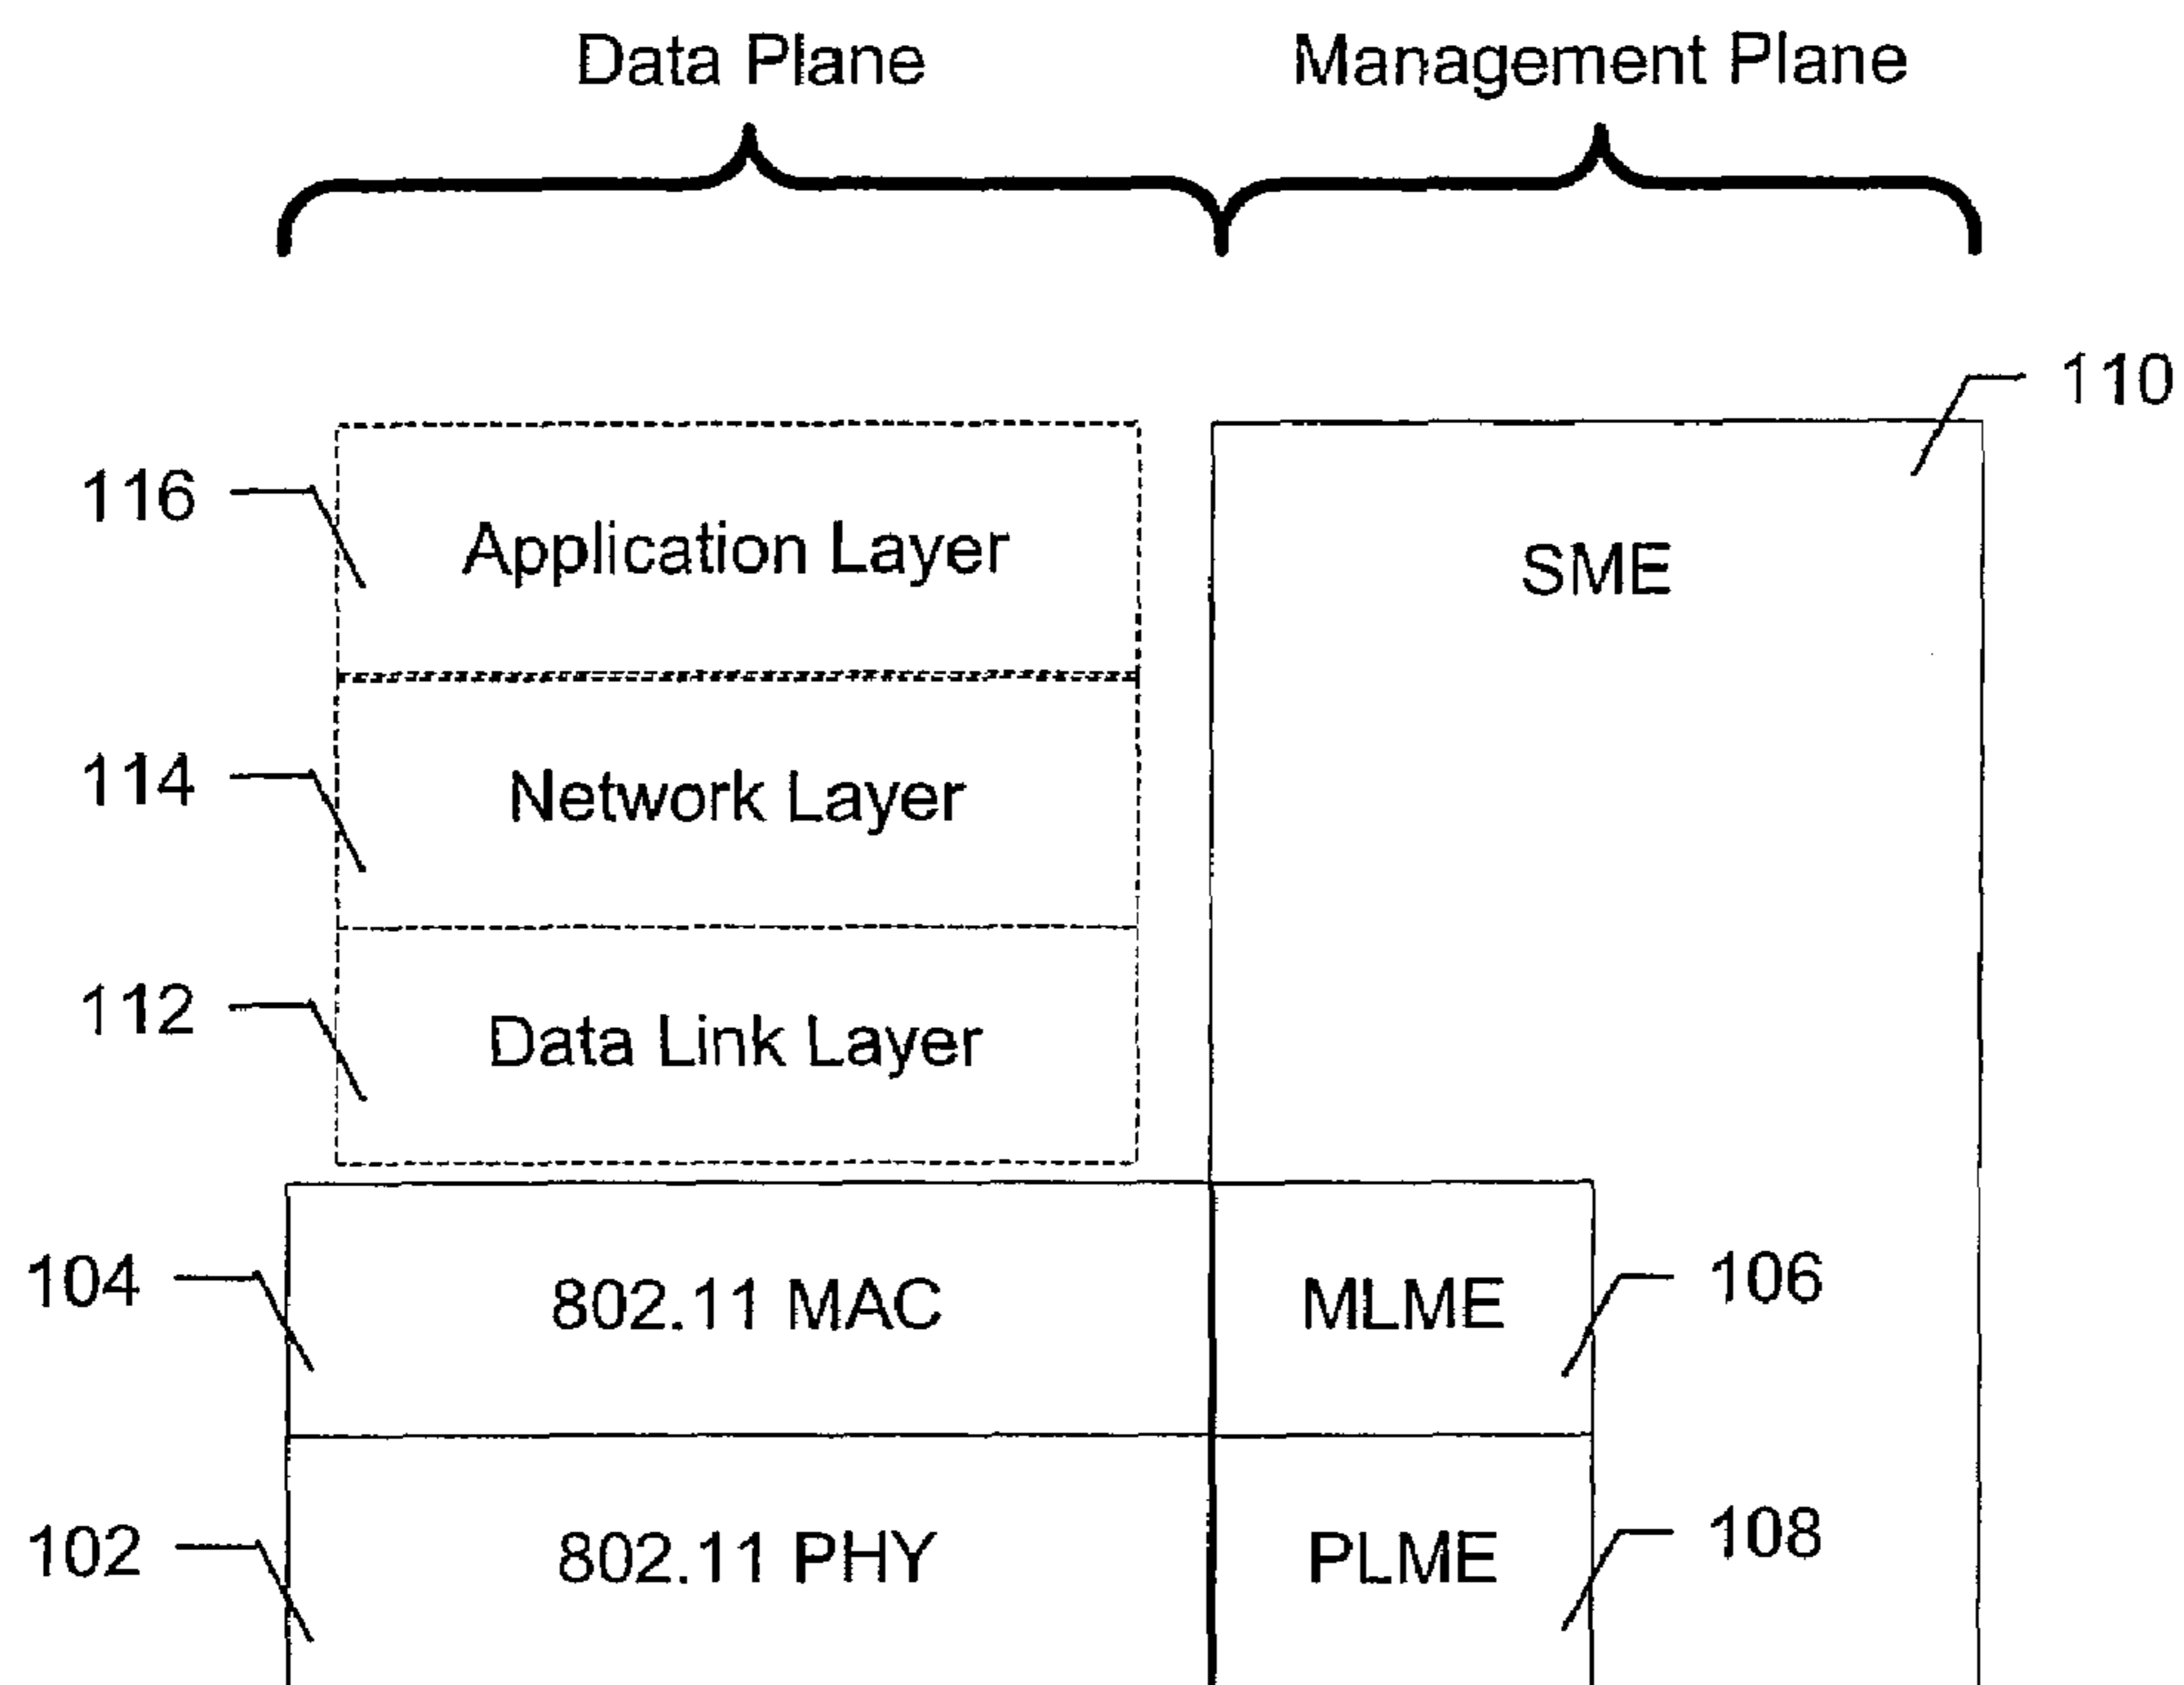 Data Plane
Management Plane
110
116
Application Layer
SME
114
Network Layer
112
Data Link Layer
104
802.11 MAC
MLME
106
102
802.11 PHY
PLME
108